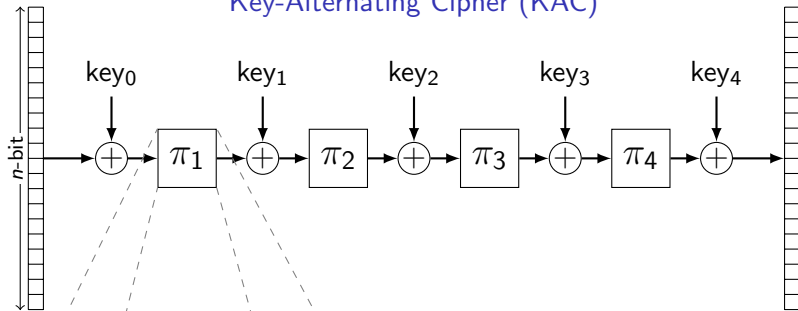 Key-Alternating Cipher (KAC)
key₀ key₁ key₂ key₃ key₄
n-bit
+ π₁ + π₂ + π₃ + π₄ +